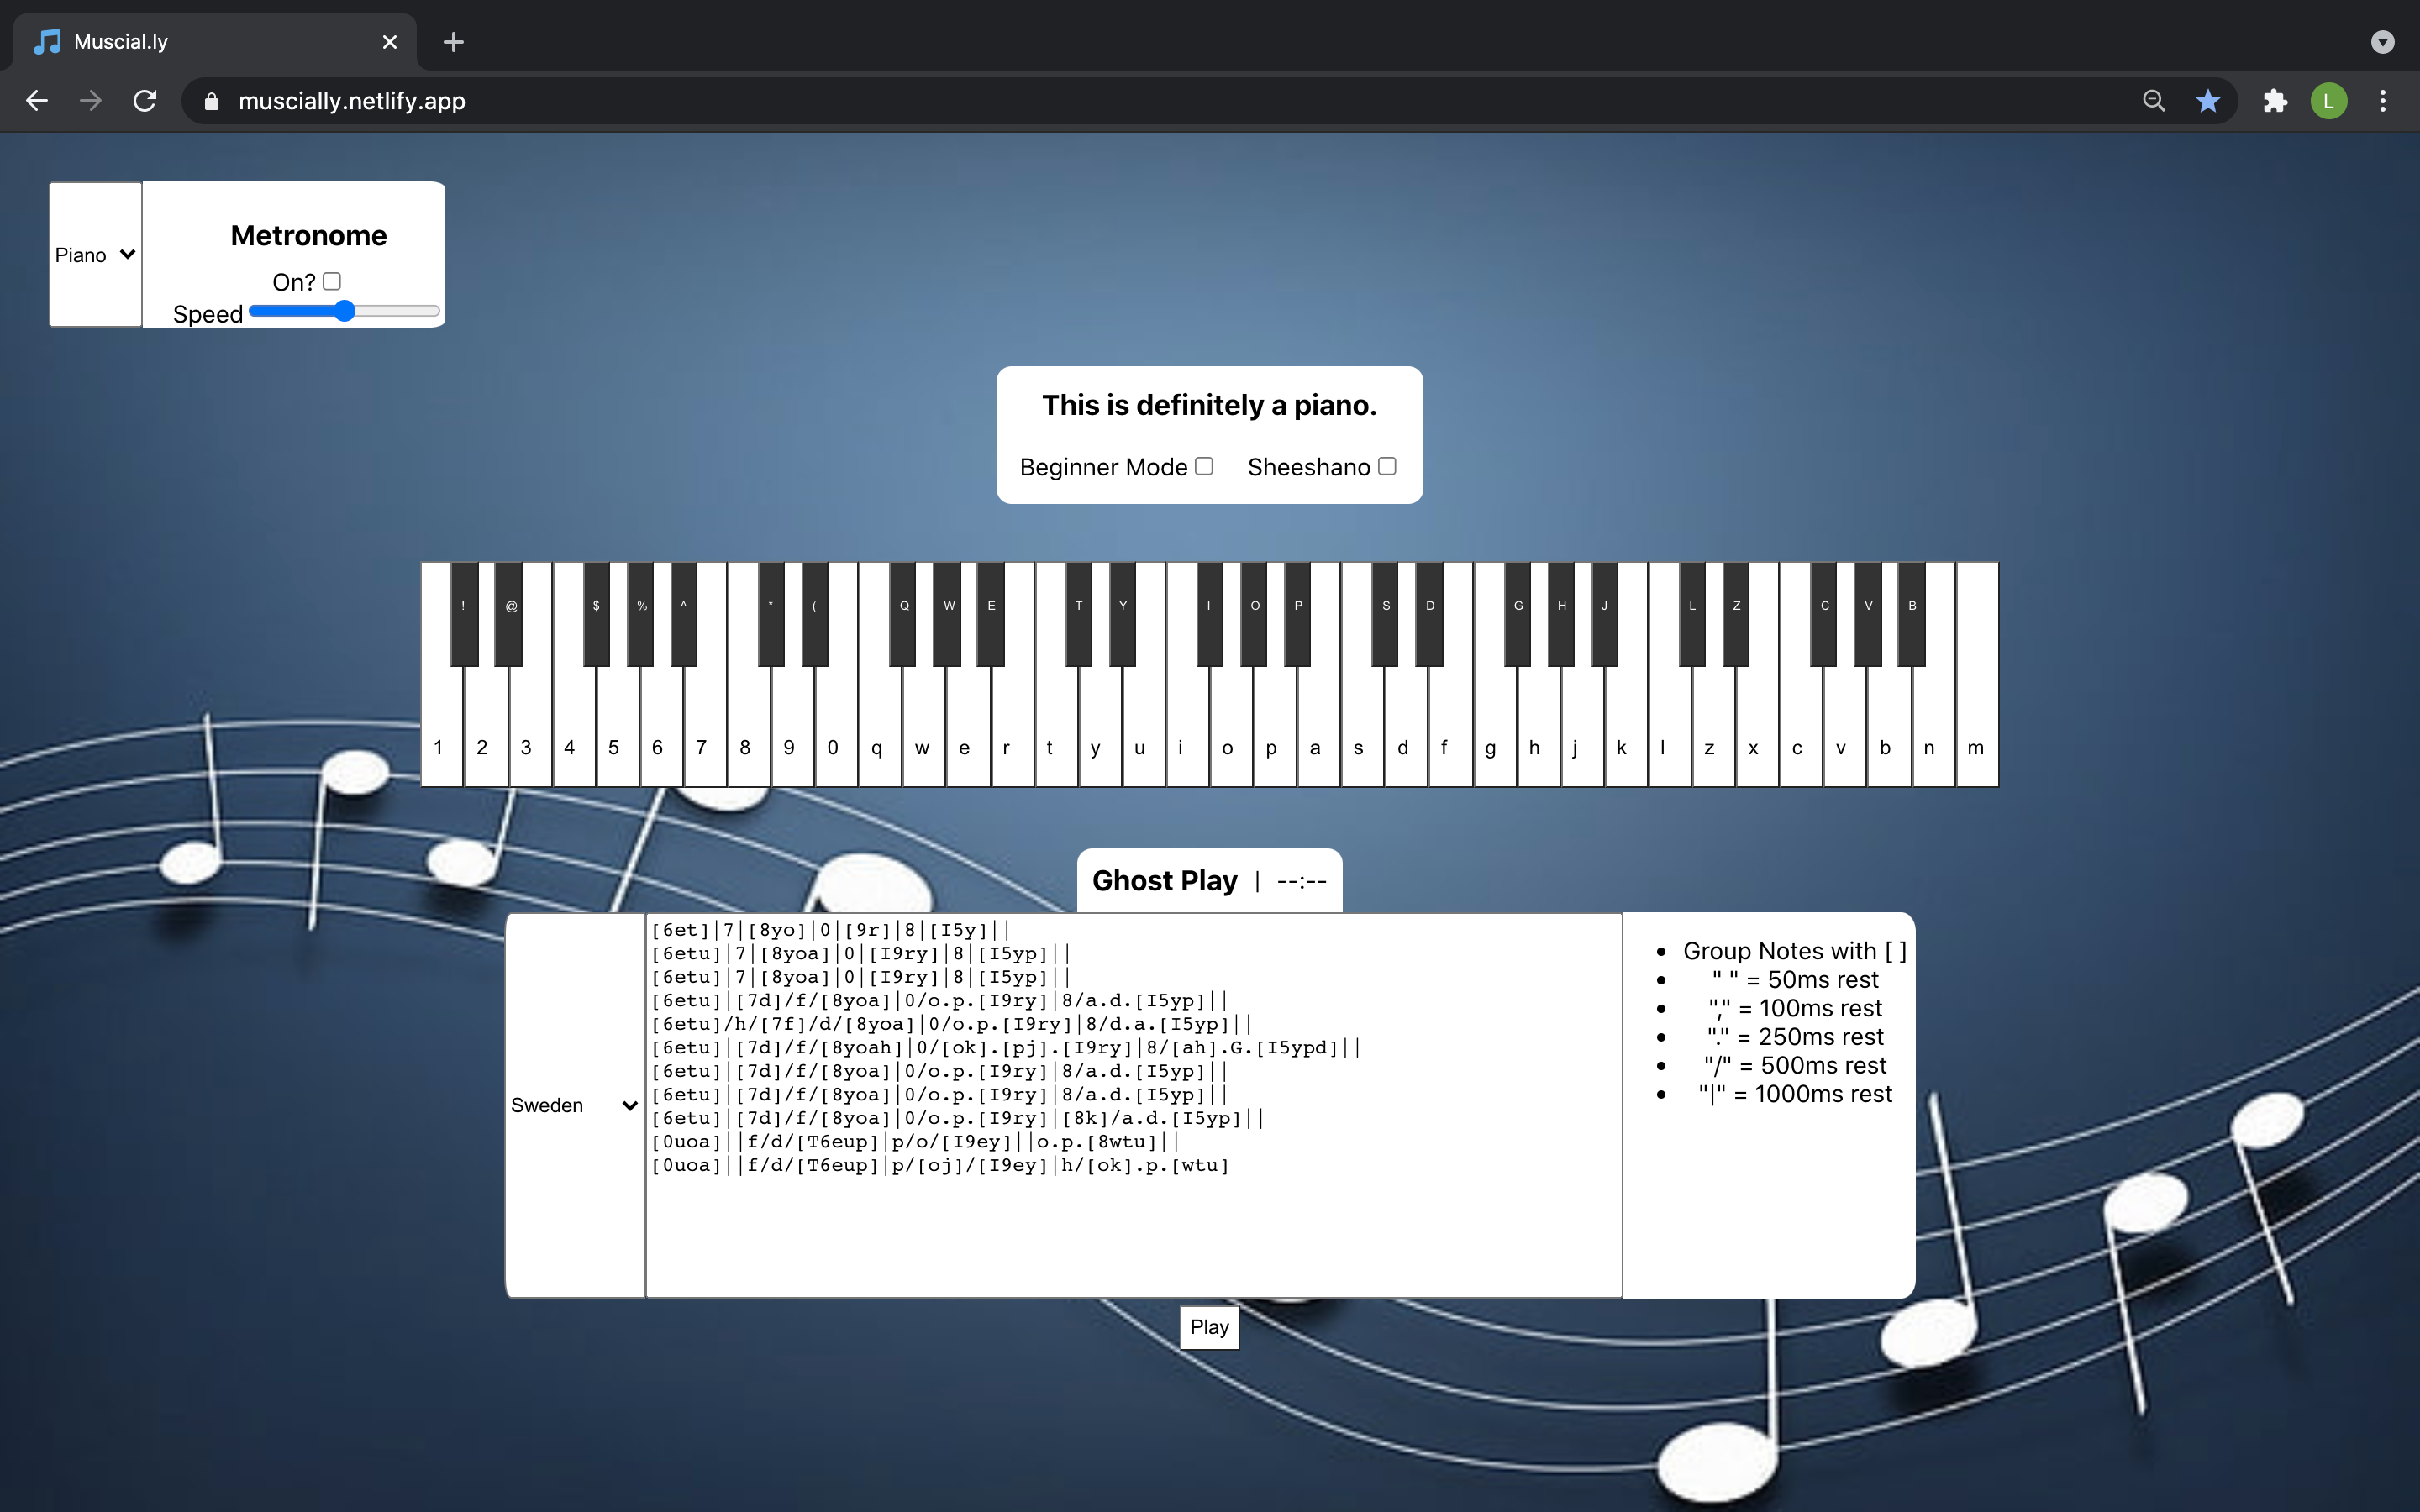 Muscial.ly
muscially.netlify.app
L
Piano
Metronome
On?
Speed
This is definitely a piano.
Beginner Mode Sheeshano
! @ $ % ^ * ( Q W E T Y I O P S D G H J L Z C V B
1 2 3 4 5 6 7 8 9 0 q w e r t y u i o p a s d f g h j k l z x c v b n m
Ghost Play | --:--
Sweden
[6et]|7|[8yo]|0|[9r]|8|[I5y]||
[6etu]|7|[8yoa]|0|[I9ry]|8|[I5yp]||
[6etu]|7|[8yoa]|0|[I9ry]|8|[I5yp]||
[6etu]|[7d]/f/[8yoa]|0/o.p.[I9ry]|8/a.d.[I5yp]||
[6etu]/h/[7f]/d/[8yoa]|0/o.p.[I9ry]|8/d.a.[I5yp]||
[6etu]|[7d]/f/[8yoah]|0/[ok].[pj].[I9ry]|8/[ah].G.[I5ypd]||
[6etu]|[7d]/f/[8yoa]|0/o.p.[I9ry]|8/a.d.[I5yp]||
[6etu]|[7d]/f/[8yoa]|0/o.p.[I9ry]|8/a.d.[I5yp]||
[6etu]|[7d]/f/[8yoa]|0/o.p.[I9ry]|[8k]/a.d.[I5yp]||
[0uoa]||f/d/[T6eup]|p/o/[I9ey]||o.p.[8wtu]||
[0uoa]||f/d/[T6eup]|p/[oj]/[I9ey]|h/[ok].p.[wtu]
• Group Notes with [ ]
• " " = 50ms rest
• "," = 100ms rest
• "." = 250ms rest
• "/" = 500ms rest
• "|" = 1000ms rest
Play